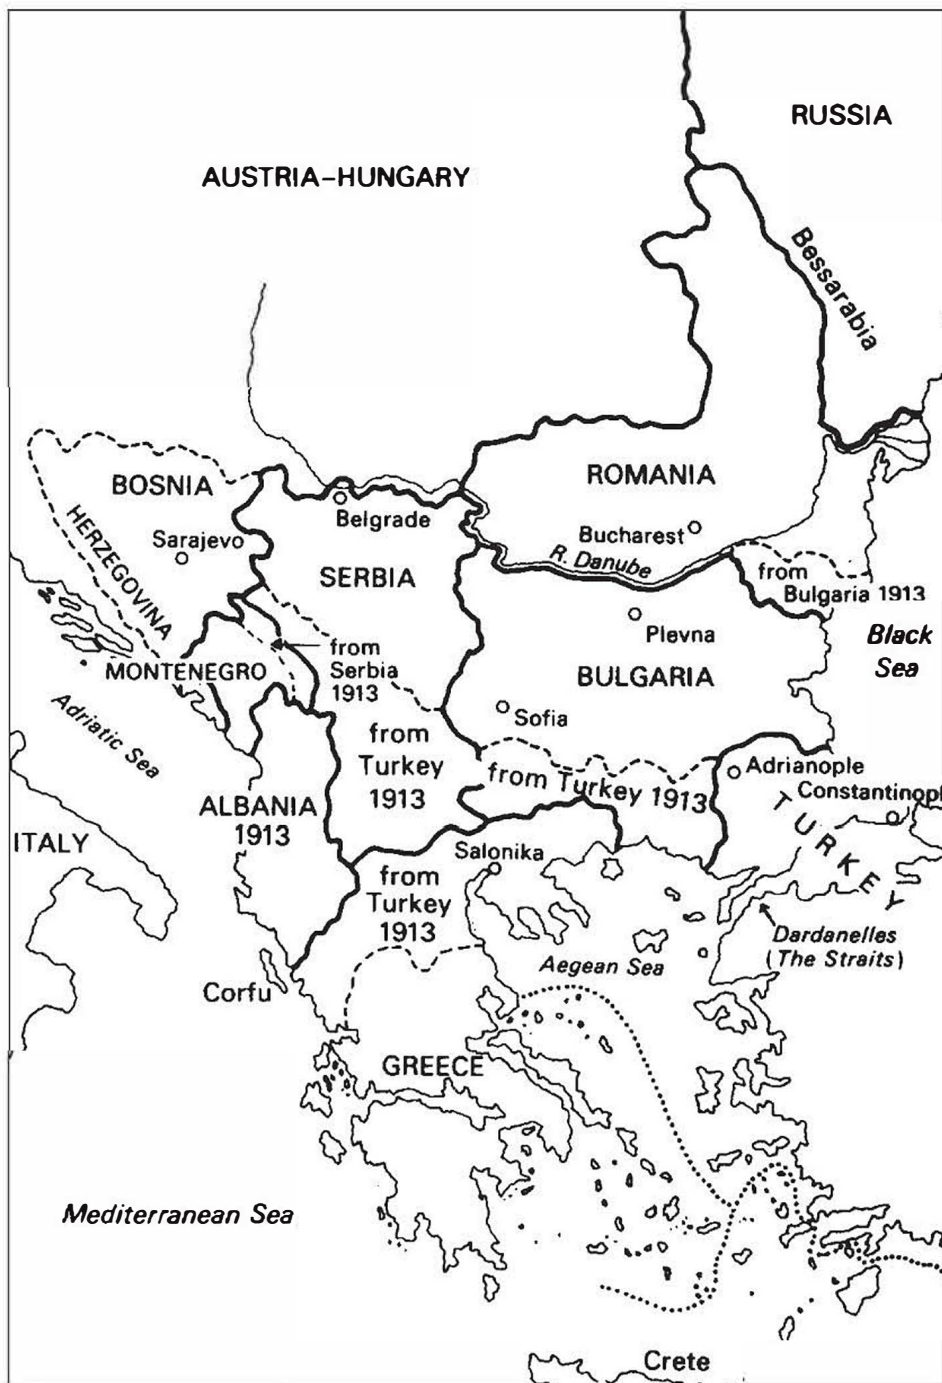 RUSSIA
AUSTRIA-HUNGARY
Bessarabia
BOSNIA
ROMANIA
HERZEGOVINA
Sarajevo
Belgrade
Bucharest
R. Danube
SERBIA
from
Bulgaria 1913
Plevna
Black
Sea
MONTENEGRO
from
Serbia
1913
BULGARIA
Sofia
Adriatic Sea
from
Turkey
1913
from Turkey 1913
Adrianople
Constantinopl
TURKEY
ALBANIA
1913
ITALY
Salonika
from
Turkey
1913
Dardanelles
(The Straits)
Aegean Sea
Corfu
GREECE
Mediterranean Sea
Crete